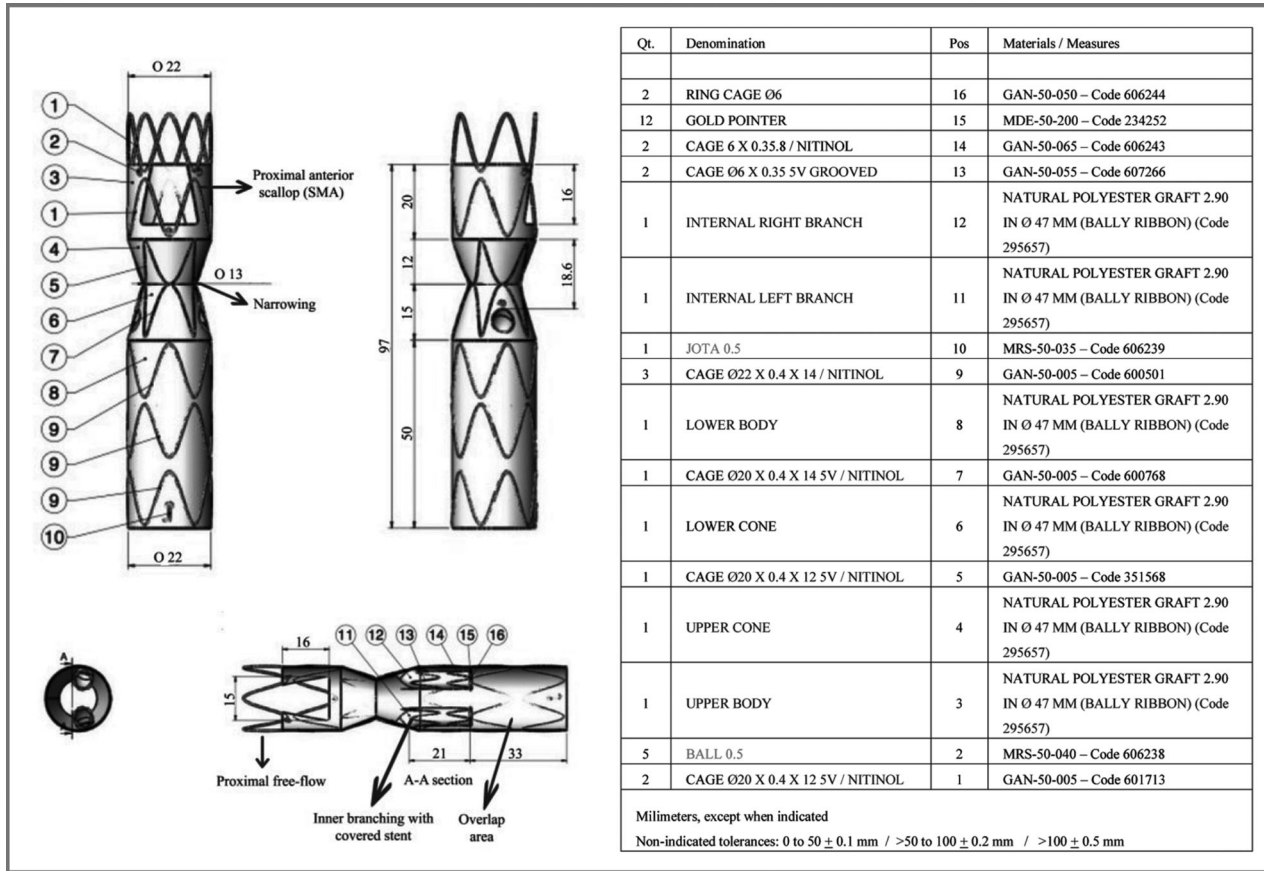 O 22
1
2
3
1
4
5
6
7
8
9
9
9
10
Proximal anterior
scallop (SMA)
O 13
Narrowing
O 22
97
20
12
15
50
16
18.6
A
15
16
11
12
13
14
15
16
21
33
A-A section
Proximal free-flow
Inner branching with
covered stent
Overlap
area
Qt. Denomination Pos Materials / Measures
2 RING CAGE Ø6 16 GAN-50-050 – Code 606244
12 GOLD POINTER 15 MDE-50-200 – Code 234252
2 CAGE 6 X 0.35.8 / NITINOL 14 GAN-50-065 – Code 606243
2 CAGE Ø6 X 0.35 5V GROOVED 13 GAN-50-055 – Code 607266
1 INTERNAL RIGHT BRANCH 12 NATURAL POLYESTER GRAFT 2.90
IN Ø 47 MM (BALLY RIBBON) (Code
295657)
1 INTERNAL LEFT BRANCH 11 NATURAL POLYESTER GRAFT 2.90
IN Ø 47 MM (BALLY RIBBON) (Code
295657)
1 JOTA 0.5 10 MRS-50-035 – Code 606239
3 CAGE Ø22 X 0.4 X 14 / NITINOL 9 GAN-50-005 – Code 600501
1 LOWER BODY 8 NATURAL POLYESTER GRAFT 2.90
IN Ø 47 MM (BALLY RIBBON) (Code
295657)
1 CAGE Ø20 X 0.4 X 14 5V / NITINOL 7 GAN-50-005 – Code 600768
1 LOWER CONE 6 NATURAL POLYESTER GRAFT 2.90
IN Ø 47 MM (BALLY RIBBON) (Code
295657)
1 CAGE Ø20 X 0.4 X 12 5V / NITINOL 5 GAN-50-005 – Code 351568
1 UPPER CONE 4 NATURAL POLYESTER GRAFT 2.90
IN Ø 47 MM (BALLY RIBBON) (Code
295657)
1 UPPER BODY 3 NATURAL POLYESTER GRAFT 2.90
IN Ø 47 MM (BALLY RIBBON) (Code
295657)
5 BALL 0.5 2 MRS-50-040 – Code 606238
2 CAGE Ø20 X 0.4 X 12 5V / NITINOL 1 GAN-50-005 – Code 601713
Milimeters, except when indicated
Non-indicated tolerances: 0 to 50 ± 0.1 mm / >50 to 100 ± 0.2 mm / >100 ± 0.5 mm